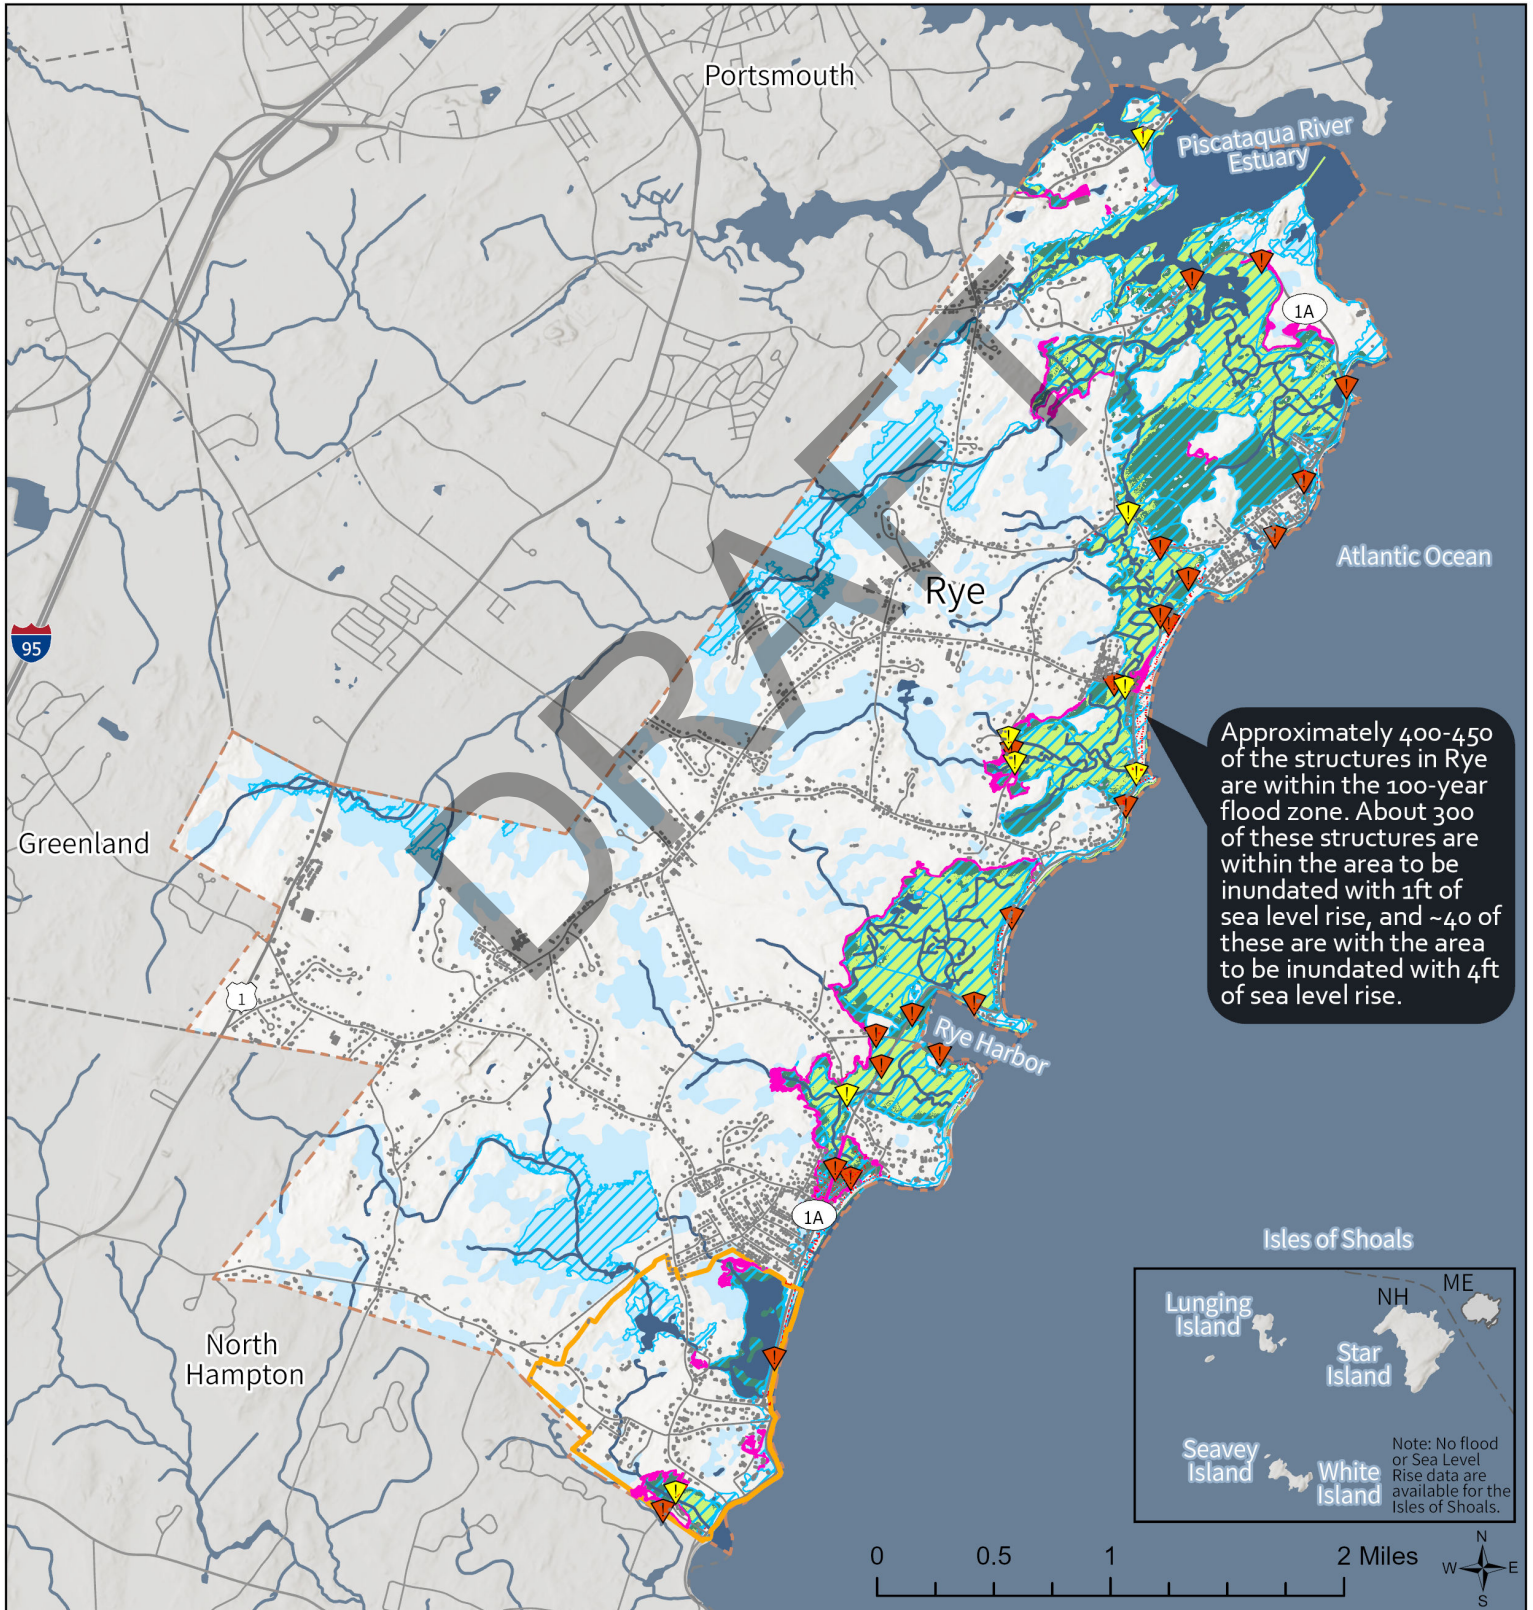 Portsmouth
Piscataqua River
Estuary
1A
Atlantic Ocean
Rye
95
DRAFT
Approximately 400-450
of the structures in Rye
are within the 100-year
flood zone. About 300
of these structures are
within the area to be
inundated with 1ft of
sea level rise, and ~40 of
these are with the area
to be inundated with 4ft
of sea level rise.
Greenland
1
Rye Harbor
1A
Isles of Shoals
ME
NH
Lunging
Island
Star
Island
North
Hampton
Seavey
Island
White
Island
Note: No flood
or Sea Level
Rise data are
available for the
Isles of Shoals.
0 0.5 1 2 Miles
N
W E
S